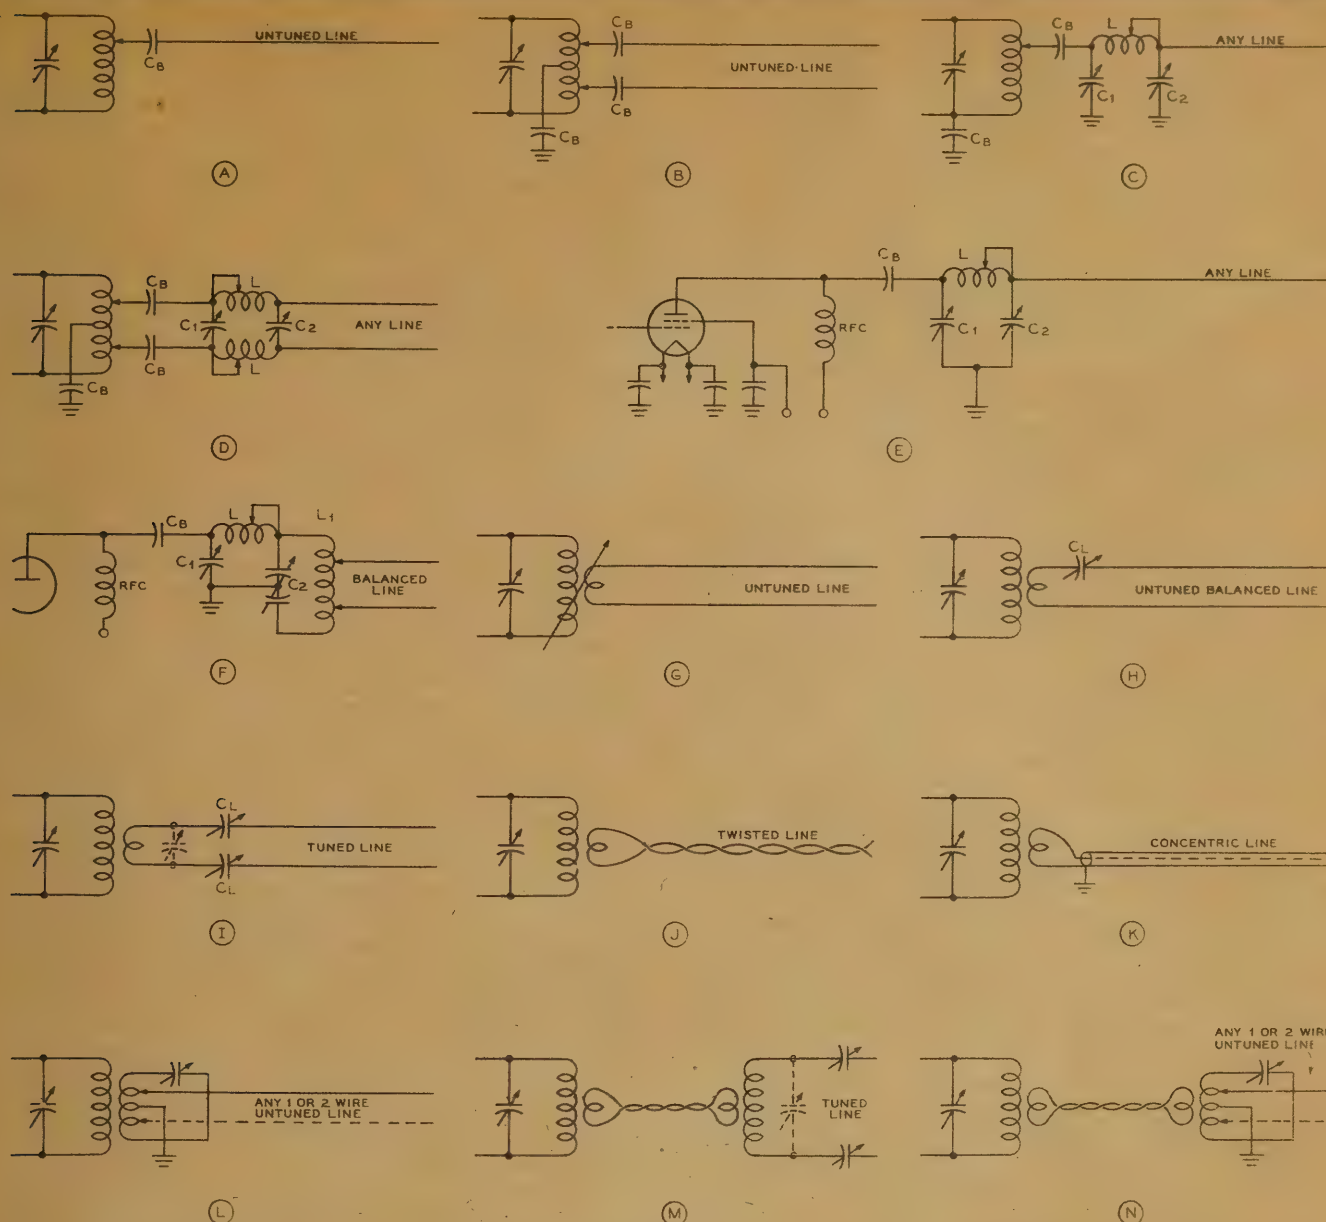 UNTUNED LINE
CB
A
CB
UNTUNED LINE
CB
CB
B
CB
L
ANY LINE
C1
C2
CB
C
CB
L
C1
C2
ANY LINE
CB
L
CB
D
CB
L
ANY LINE
RFC
C1
C2
E
CB
L
L1
C1
C2
RFC
BALANCED
LINE
F
UNTUNED LINE
G
CL
UNTUNED BALANCED LINE
H
CL
TUNED LINE
CL
I
TWISTED LINE
J
CONCENTRIC LINE
K
ANY 1 OR 2 WIRE
UNTUNED LINE
L
TUNED
LINE
M
ANY 1 OR 2 WIRE
UNTUNED LINE
N